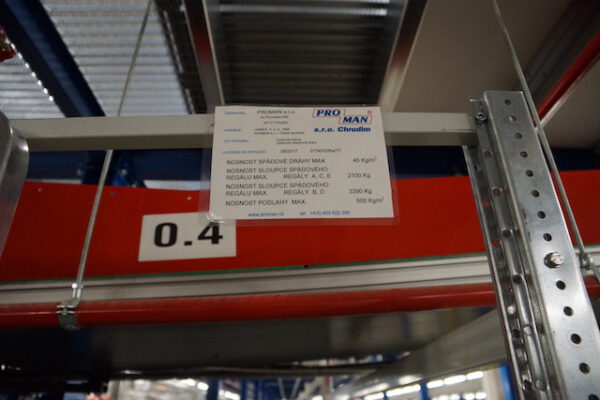 PROMAN s.r.o.
PRO MAN
s.r.o. Chrudim
NOSNOST SPÁDOVÉ DRÁHY MAX. 45 Kg/m²
NOSNOST SLOUPCE SPÁDOVÉHO
REGÁLU MAX. REGÁLY A, C, E 2100 Kg.
NOSNOST SLOUPCE SPÁDOVÉHO
REGÁLU MAX. REGÁLY B, D 3390 Kg
NOSNOST PODLAHY MAX 500 Kg/m²
www.proman.cz
0.4